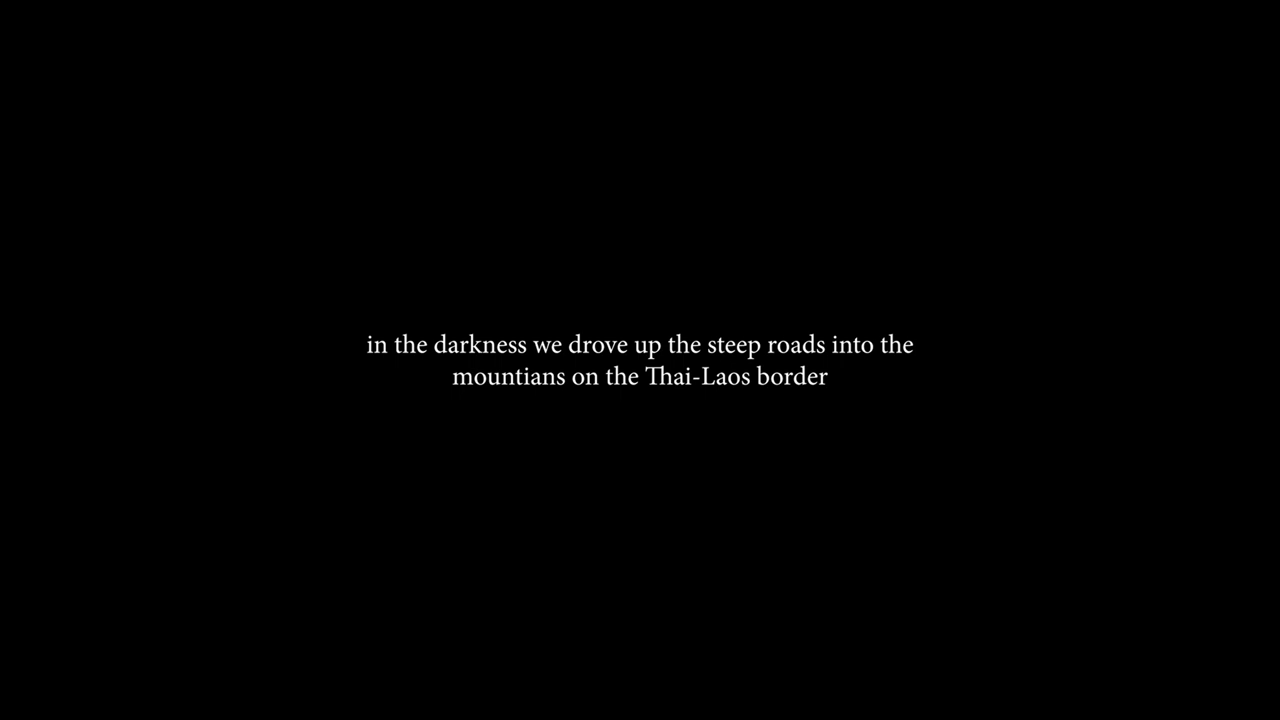 in the darkness we drove up the steep roads into the
mountians on the Thai-Laos border